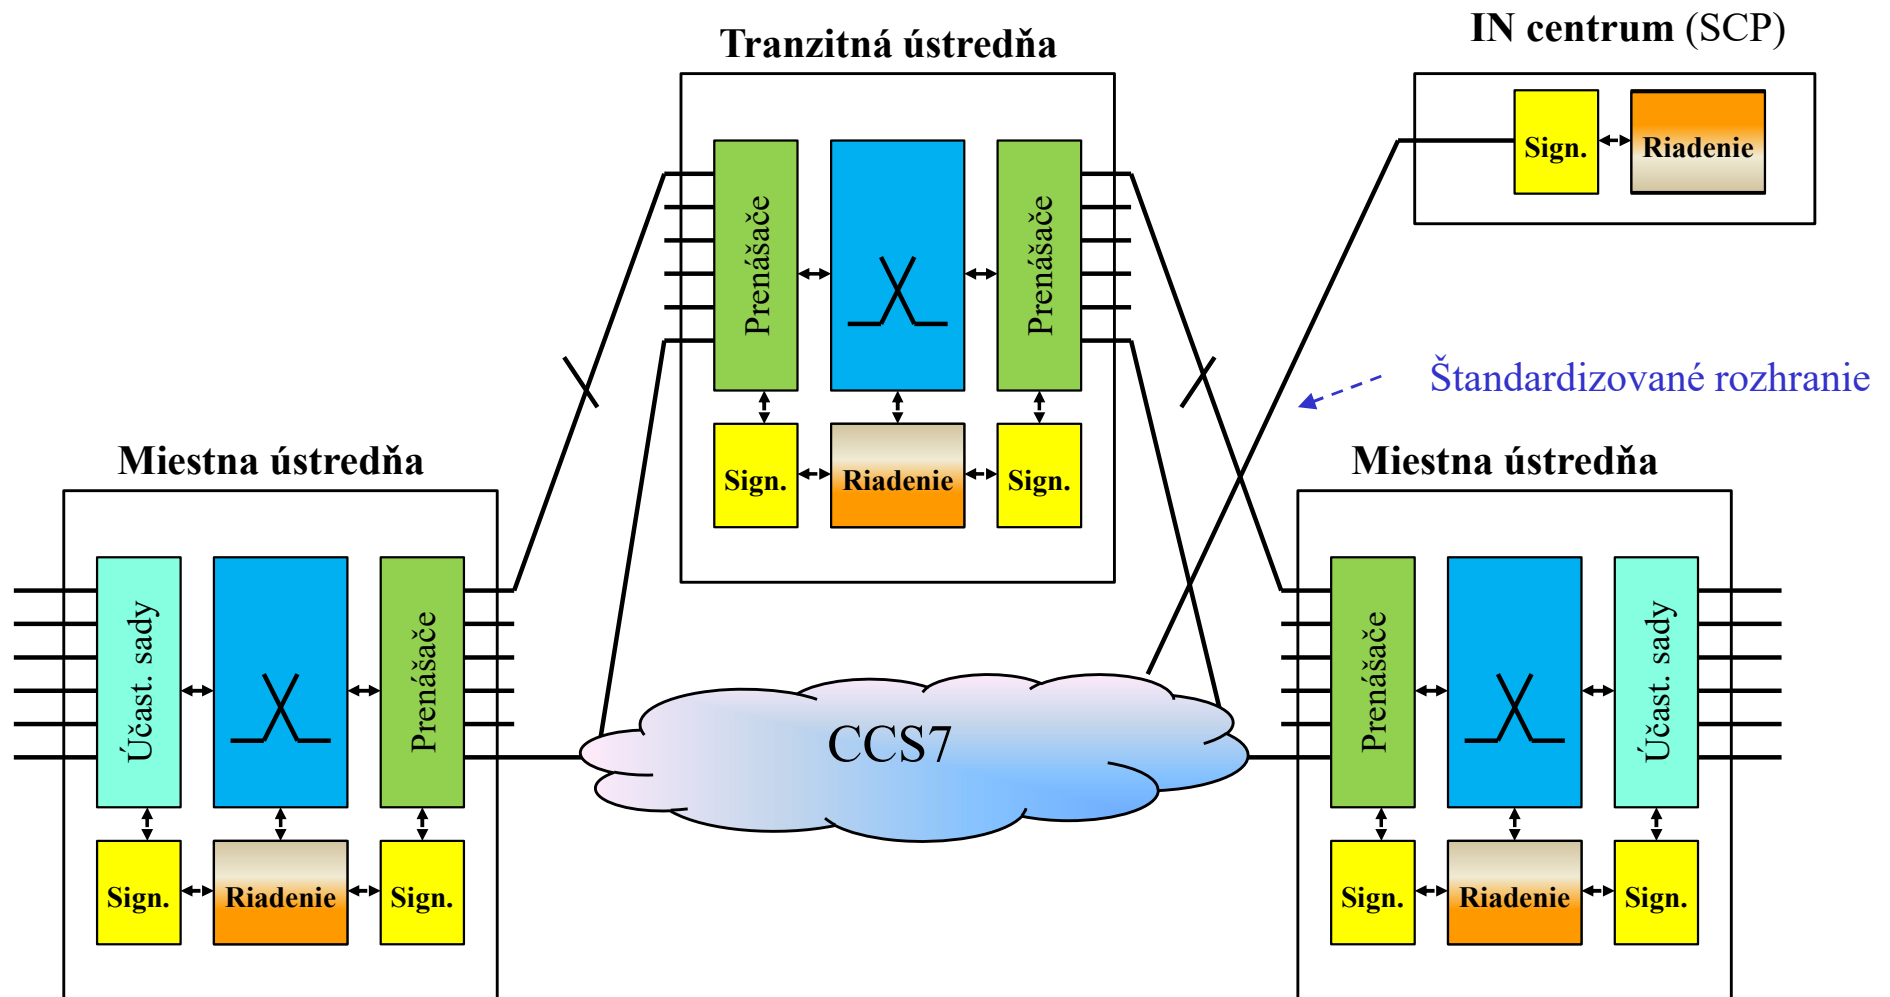 IN centrum (SCP)
Tranzitná ústredňa
Sign.
Riadenie
Prenášače
Prenášače
Štandardizované rozhranie
Sign.
Riadenie
Sign.
Miestna ústredňa
Miestna ústredňa
Účast. sady
Prenášače
CCS7
Prenášače
Účast. sady
Sign.
Riadenie
Sign.
Sign.
Riadenie
Sign.